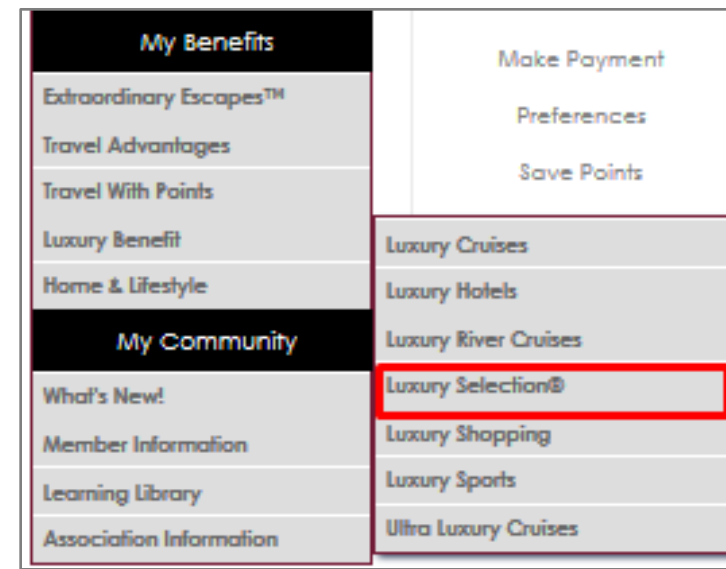 My Benefits
Extraordinary Escapes™
Travel Advantages
Travel With Points
Luxury Benefit
Home & Lifestyle
My Community
What's New!
Member Information
Learning Library
Association Information
Make Payment
Preferences
Save Points
Luxury Cruises
Luxury Hotels
Luxury River Cruises
Luxury Selection®
Luxury Shopping
Luxury Sports
Ultra Luxury Cruises